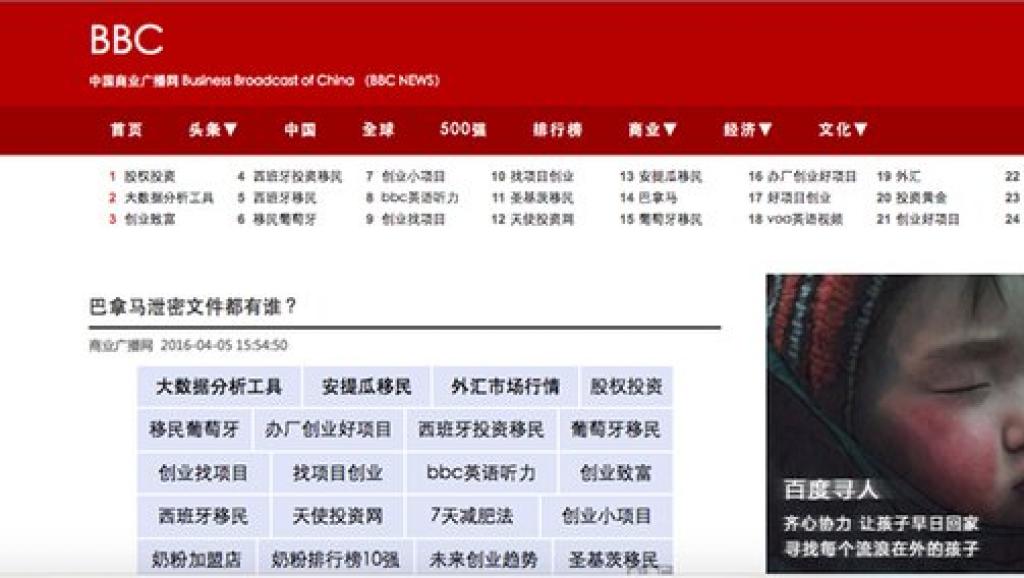 BBC
中国商业广播网 Business Broadcast of China （BBC NEWS）
首页 头条▼ 中国 全球 500强 排行榜 商业▼ 经济▼ 文化▼
1 股权投资 4 西班牙投资移民 7 创业小项目 10 找项目创业 13 安提瓜移民 16 办厂创业好项目 19 外汇 22
2 大数据分析工具 5 西班牙移民 8 bbc英语听力 11 圣基茨移民 14 巴拿马 17 好项目创业 20 投资黄金 23
3 创业致富 6 移民葡萄牙 9 创业找项目 12 天使投资网 15 葡萄牙移民 18 voa英语视频 21 创业好项目 24
巴拿马泄密文件都有谁？
商业广播网 2016-04-05 15:54:50
大数据分析工具 安提瓜移民 外汇市场行情 股权投资
移民葡萄牙 办厂创业好项目 西班牙投资移民 葡萄牙移民
创业找项目 找项目创业 bbc英语听力 创业致富
西班牙移民 天使投资网 7天减肥法 创业小项目
奶粉加盟店 奶粉排行榜10强 未来创业趋势 圣基茨移民
百度寻人
齐心协力 让孩子早日回家
寻找每个流浪在外的孩子